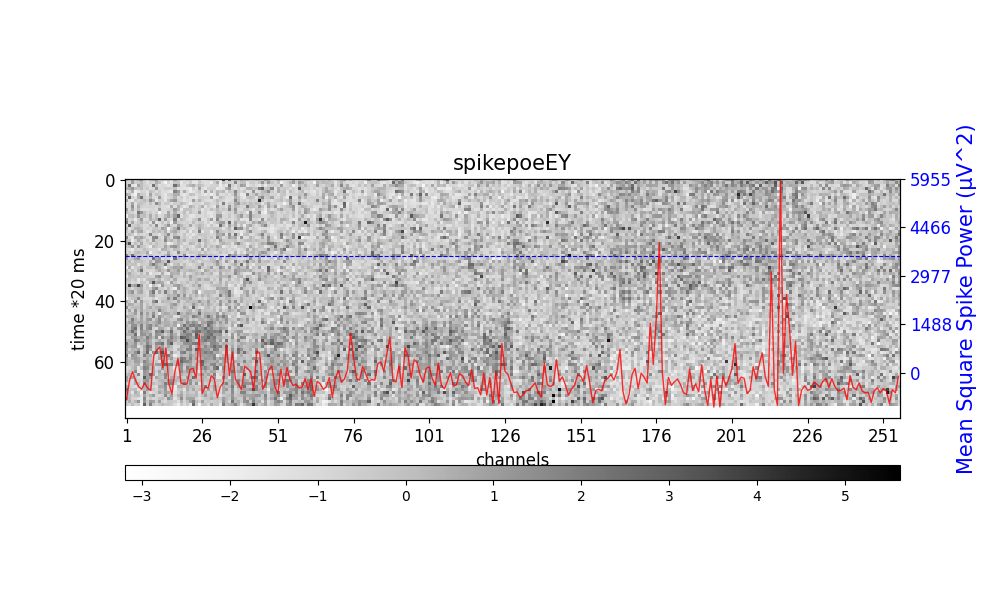 spikepoeEY
0
20
40
60
time *20 ms
5955
4466
2977
1488
0
Mean Square Spike Power (μV^2)
1 26 51 76 101 126 151 176 201 226 251
channels
−3 −2 −1 0 1 2 3 4 5